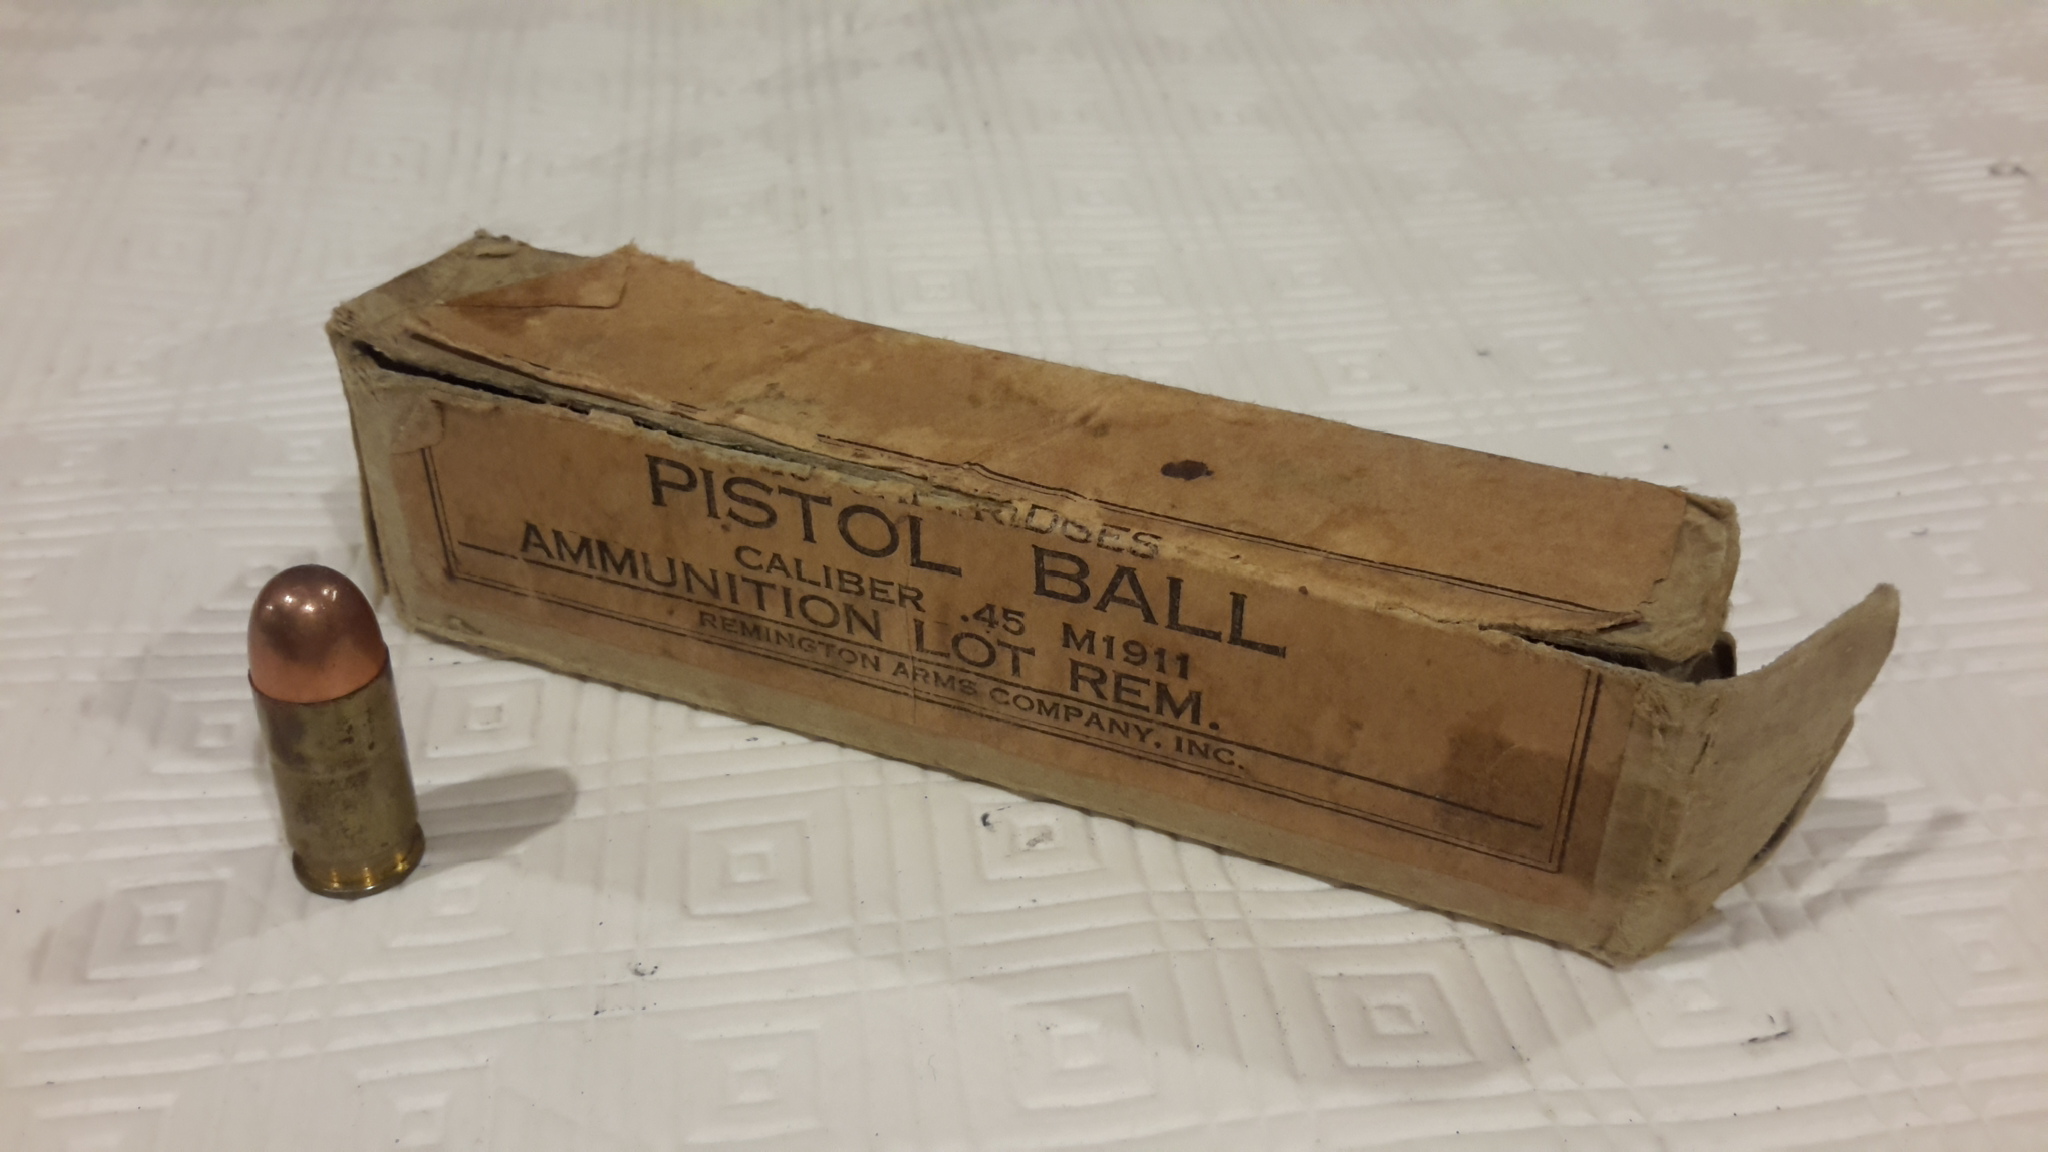 PISTOL BALL
CALIBER .45 M1911
AMMUNITION LOT REM.
REMINGTON ARMS COMPANY, INC.